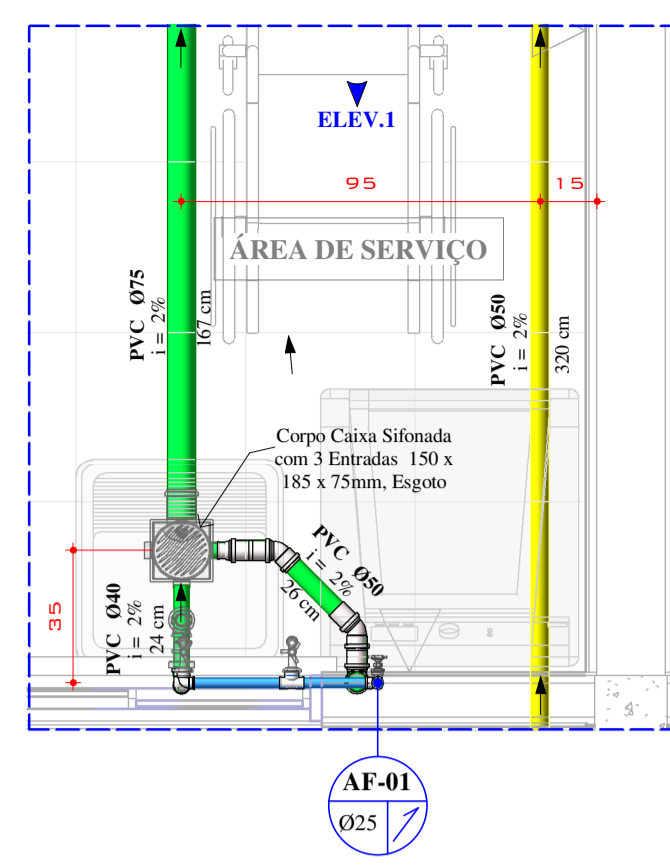 ELEV.1
95
15
ÁREA DE SERVIÇO
PVC Ø75
i = 2%
167 cm
PVC Ø50
i = 2%
320 cm
Corpo Caixa Sifonada
com 3 Entradas 150 x
185 x 75mm, Esgoto
PVC Ø50
i = 2%
26 cm
35
PVC Ø40
i = 2%
24 cm
AF-01
Ø25